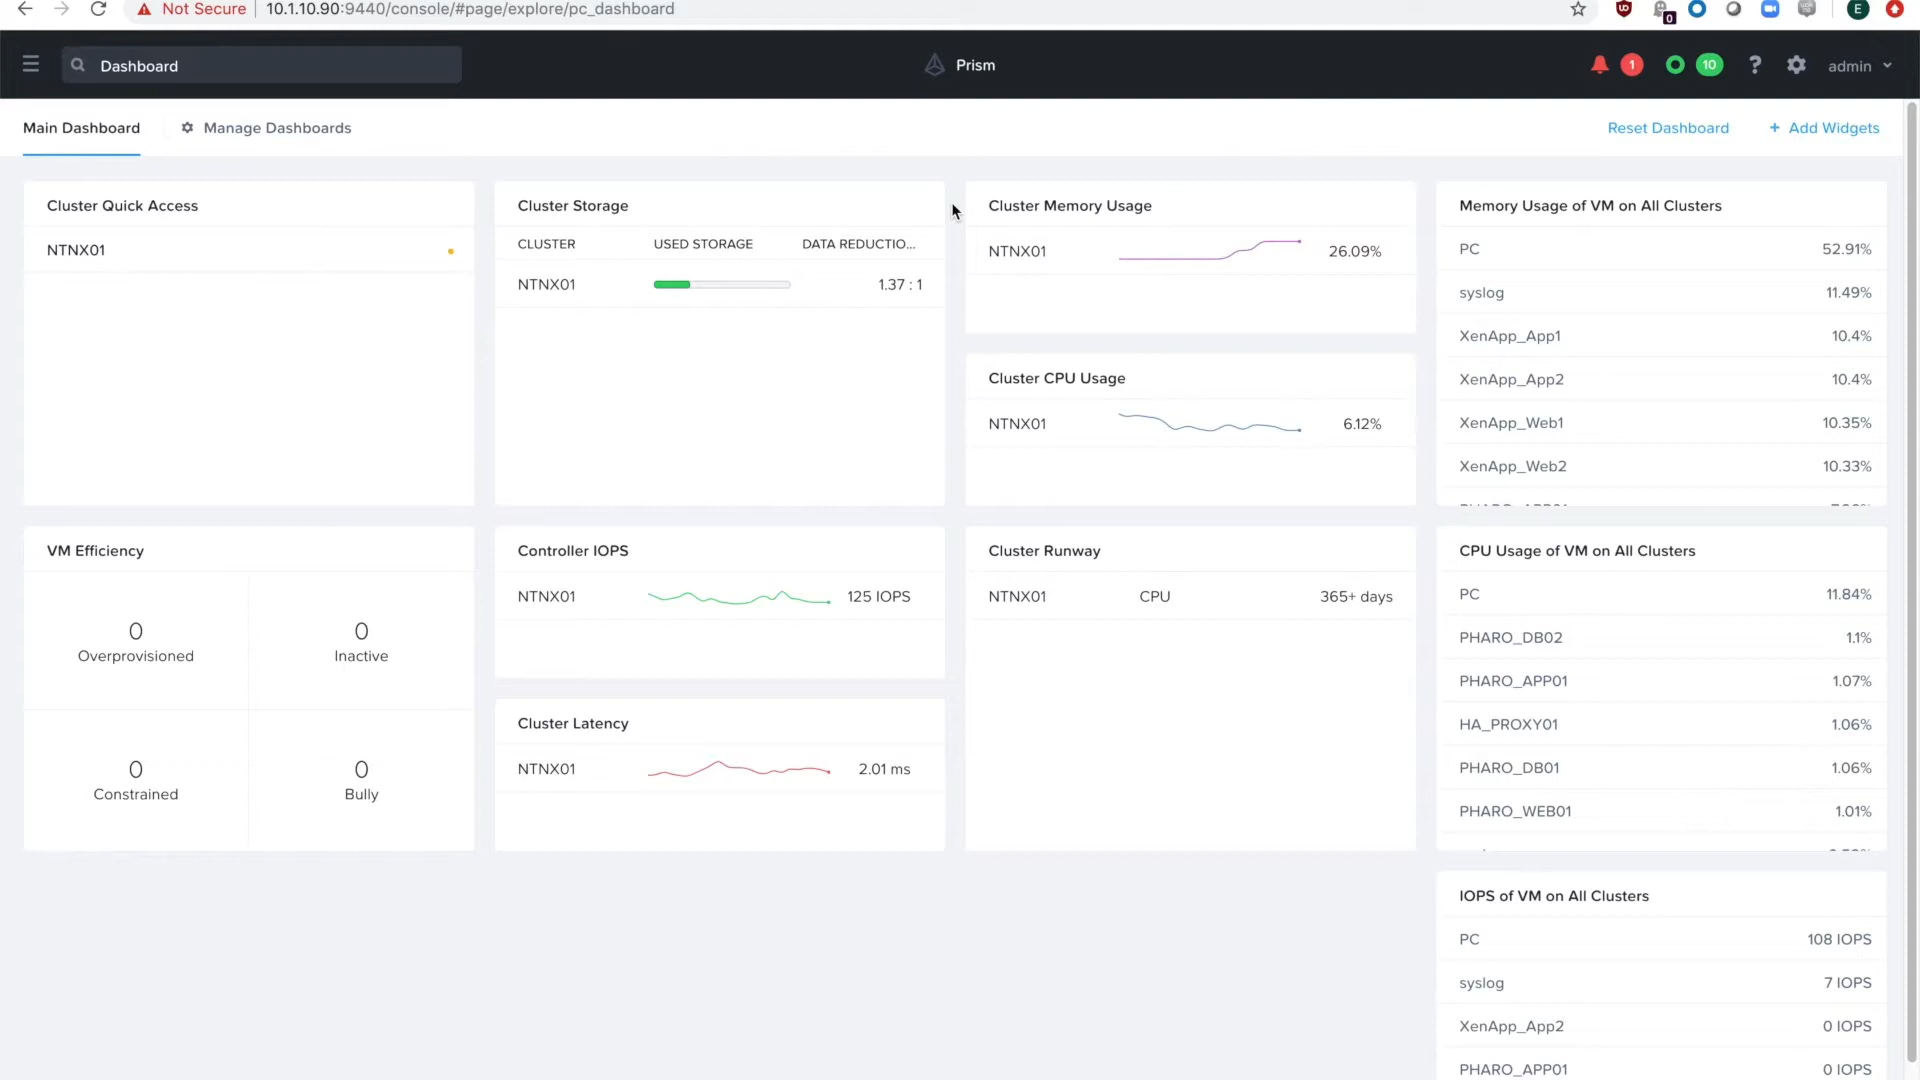 Not Secure
10.1.10.90:9440/console/#page/explore/pc_dashboard
0
E
Dashboard
Prism
1
10
?
admin
Main Dashboard
Manage Dashboards
Reset Dashboard
+ Add Widgets
Cluster Quick Access
NTNX01
Cluster Storage
CLUSTER USED STORAGE DATA REDUCTIO...
NTNX01 1.37 : 1
Cluster Memory Usage
NTNX01 26.09%
Cluster CPU Usage
NTNX01 6.12%
Memory Usage of VM on All Clusters
PC 52.91%
syslog 11.49%
XenApp_App1 10.4%
XenApp_App2 10.4%
XenApp_Web1 10.35%
XenApp_Web2 10.33%
VM Efficiency
0
Overprovisioned
0
Inactive
0
Constrained
0
Bully
Controller IOPS
NTNX01 125 IOPS
Cluster Latency
NTNX01 2.01 ms
Cluster Runway
NTNX01 CPU 365+ days
CPU Usage of VM on All Clusters
PC 11.84%
PHARO_DB02 1.1%
PHARO_APP01 1.07%
HA_PROXY01 1.06%
PHARO_DB01 1.06%
PHARO_WEB01 1.01%
IOPS of VM on All Clusters
PC 108 IOPS
syslog 7 IOPS
XenApp_App2 0 IOPS
PHARO_APP01 0 IOPS